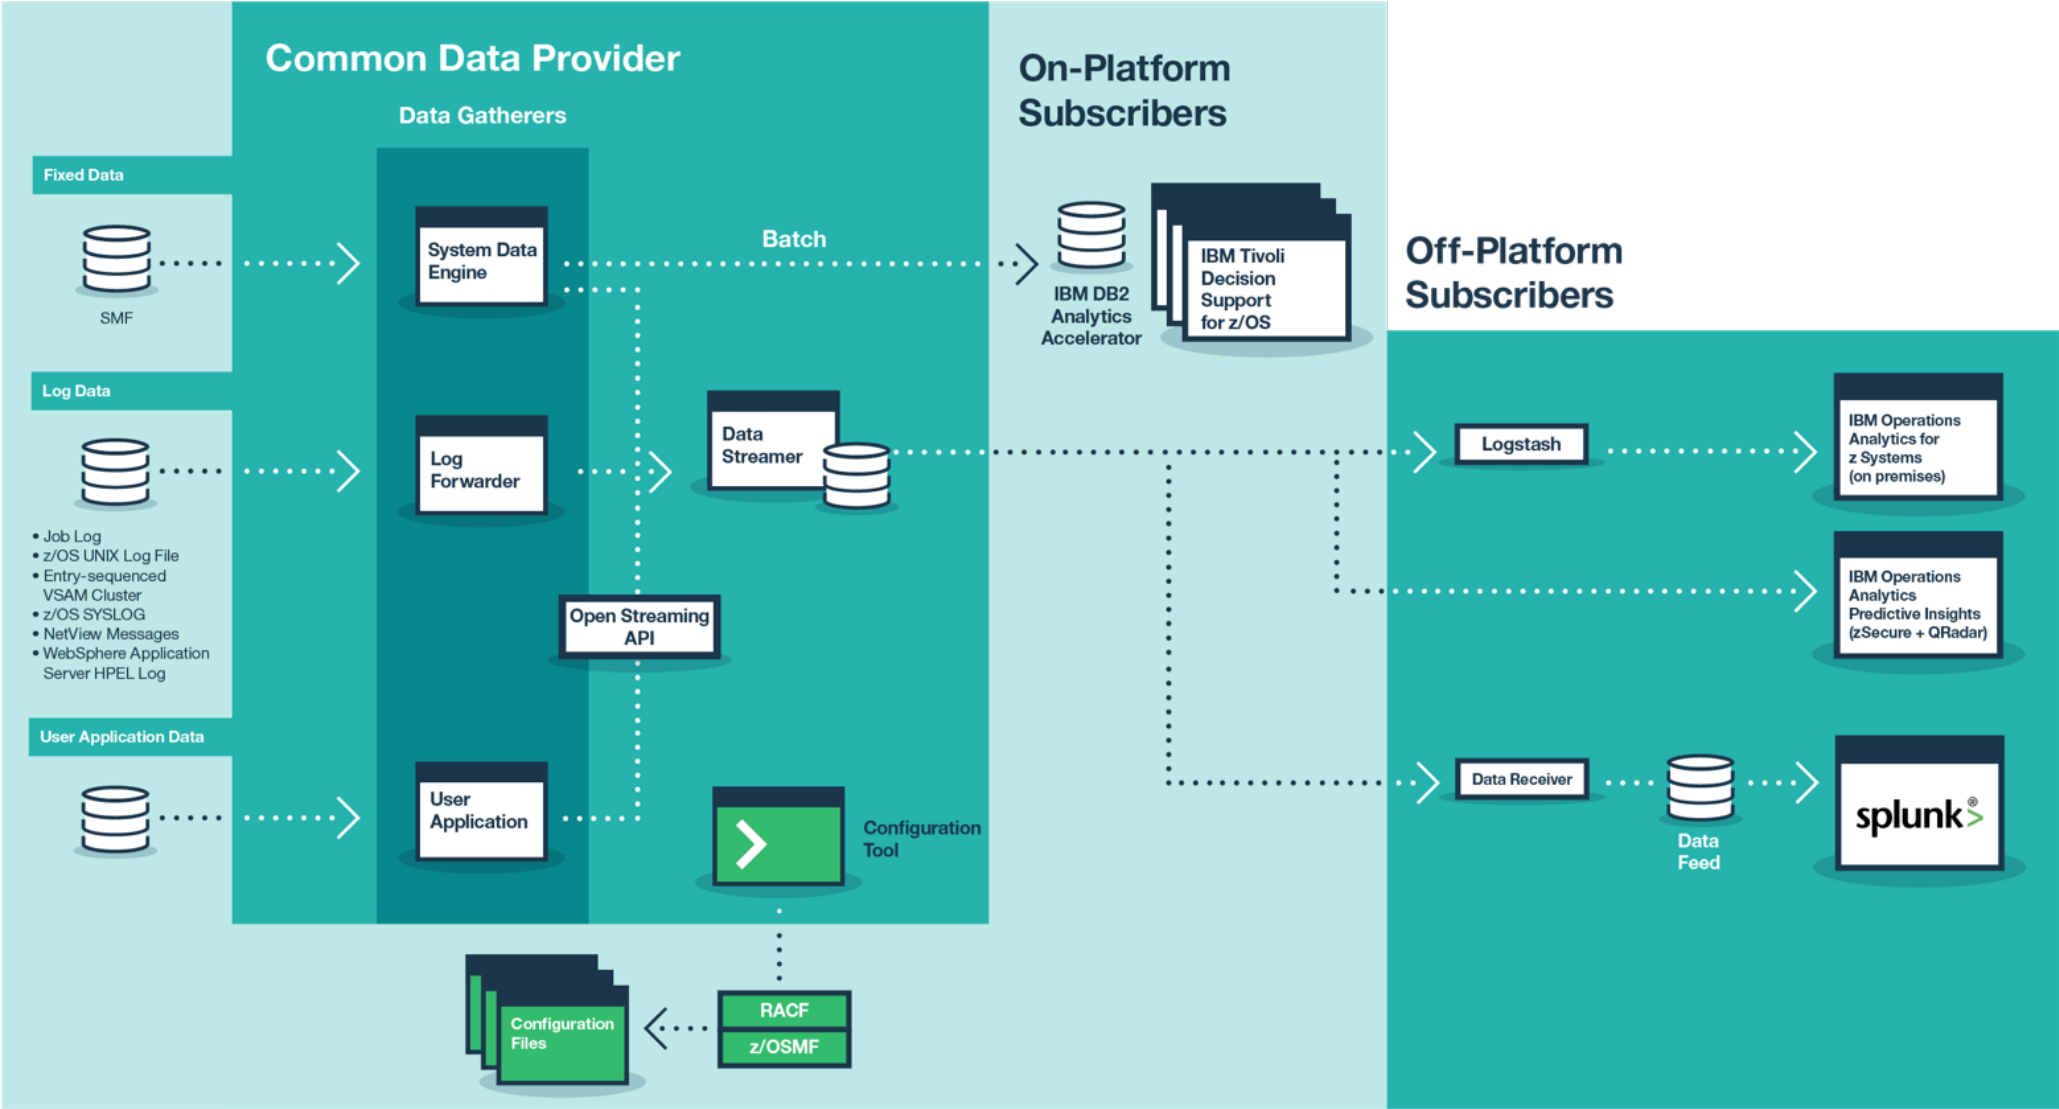 Common Data Provider
Data Gatherers
On-Platform
Subscribers
Off-Platform
Subscribers
Fixed Data
SMF
System Data
Engine
Batch
IBM DB2
Analytics
Accelerator
IBM Tivoli
Decision
Support
for z/OS
Log Data
• Job Log
• z/OS UNIX Log File
• Entry-sequenced
VSAM Cluster
• z/OS SYSLOG
• NetView Messages
• WebSphere Application
Server HPEL Log
Log
Forwarder
Data
Streamer
Open Streaming
API
Logstash
IBM Operations
Analytics for
z Systems
(on premises)
IBM Operations
Analytics
Predictive Insights
(zSecure + QRadar)
User Application Data
User
Application
Configuration
Tool
Data Receiver
Data
Feed
splunk®>
RACF
z/OSMF
Configuration
Files